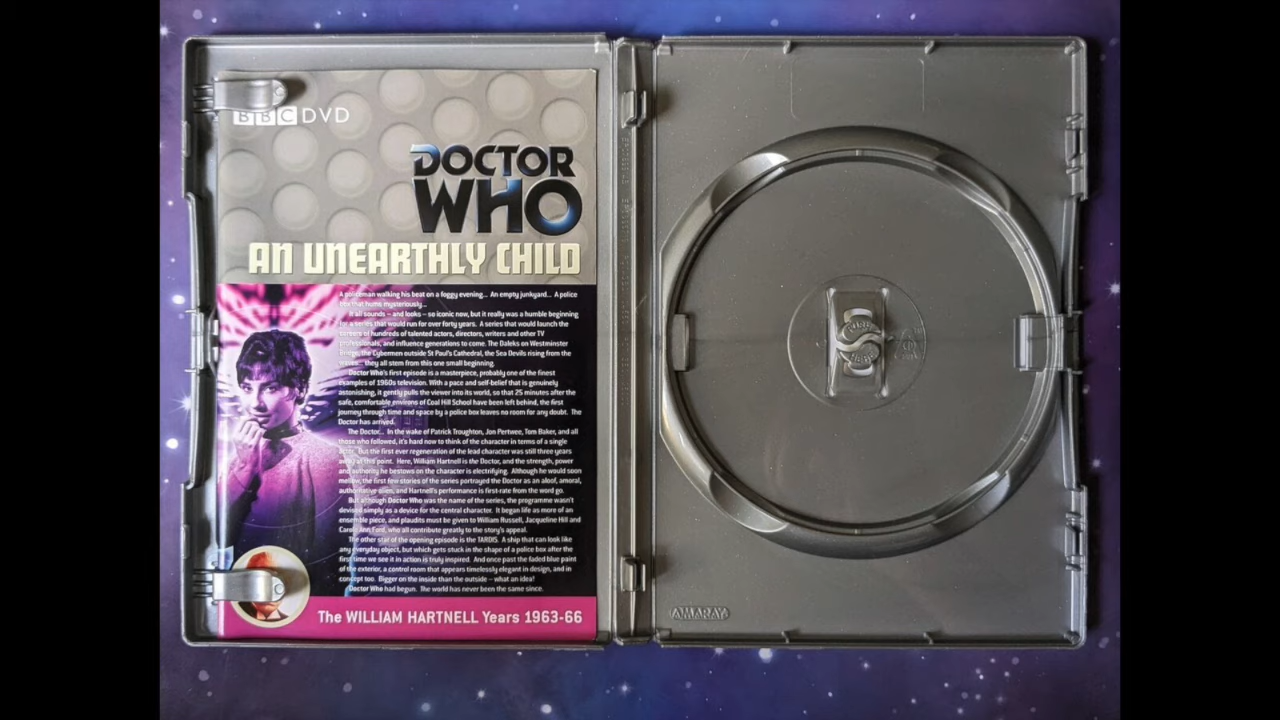 BBC DVD
DOCTOR
WHO
AN UNEARTHLY CHILD
A policeman walking his beat on a foggy evening... An empty junkyard... A police
box that hums mysteriously...
It all sounds – and looks – so iconic now, but it really was a humble beginning
for a series that would run for over forty years. A series that would launch the
careers of hundreds of talented actors, directors, writers and other TV
professionals, and influence generations to come. The Daleks on Westminster
Bridge, the Cybermen outside St Paul's Cathedral, the Sea Devils rising from the
waves... they all stem from this one small beginning.
Doctor Who's first episode is a masterpiece, probably one of the finest
examples of 1960s television. With a pace and self-belief that is genuinely
astonishing, it gently pulls the viewer into its world, so that 25 minutes after the
safe, comfortable environs of Coal Hill School have been left behind, the first
journey through time and space by a police box leaves no room for any doubt. The
Doctor has arrived.
The Doctor... In the wake of Patrick Troughton, Jon Pertwee, Tom Baker, and all
those who followed, it's hard now to think of the character in terms of a single
actor. But the first ever regeneration of the lead character was still three years
away at this point. Here, William Hartnell is the Doctor, and the strength, power
and authority he bestows on the character is electrifying. Although he would soon
mellow, the first few stories of the series portrayed the Doctor as an aloof, amoral,
authoritative alien, and Hartnell's performance is first-rate from the word go.
But although Doctor Who was the name of the series, the programme wasn't
devised simply as a device for the central character. It began life as more of an
ensemble piece, and plaudits must be given to William Russell, Jacqueline Hill and
Carole Ann Ford, who all contribute greatly to the story's appeal.
The other star of the opening episode is the TARDIS. A ship that can look like
any everyday object, but which gets stuck in the shape of a police box after the
first time we see it in action is truly inspired. And once past the faded blue paint
of the exterior, a control room that appears timelessly elegant in design, and in
concept too. Bigger on the inside than the outside – what an idea!
Doctor Who had begun. The world has never been the same since.
The WILLIAM HARTNELL Years 1963-66
AMARAY